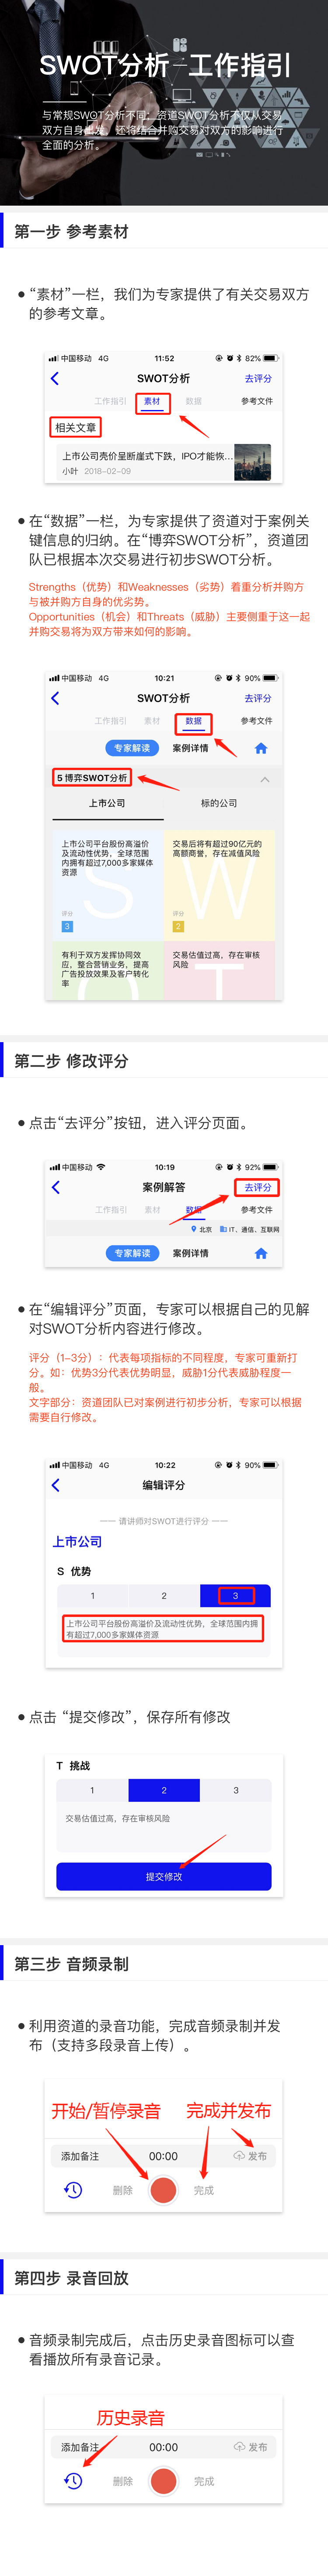 SWOT分析—工作指引
与常规SWOT分析不同，资道SWOT分析不仅从交易
双方自身出发，还将结合并购交易对双方的影响进行
全面的分析。
第一步 参考素材
● “素材”一栏，我们为专家提供了有关交易双方
的参考文章。
中国移动 4G 11:52 82%
SWOT分析 去评分
工作指引 素材 数据 参考文件
相关文章
上市公司壳价呈断崖式下跌，IPO才能恢...
小叶 2018-02-09
● 在“数据”一栏，为专家提供了资道对于案例关
键信息的归纳。在“博弈SWOT分析”，资道团
队已根据本次交易进行初步SWOT分析。
Strengths（优势）和Weaknesses（劣势）着重分析并购方
与被并购方自身的优劣势。
Opportunities（机会）和Threats（威胁）主要侧重于这一起
并购交易将为双方带来如何的影响。
中国移动 4G 10:21 90%
SWOT分析 去评分
工作指引 素材 数据 参考文件
专家解读 案例详情
5 博弈SWOT分析
上市公司 标的公司
S
上市公司平台股份高溢价
及流动性优势，全球范围
内拥有超过7,000多家媒体
资源
评分
3
W
交易后将有超过90亿元的
高额商誉，存在减值风险
评分
2
O
有利于双方发挥协同效
应，整合营销业务，提高
广告投放效果及客户转化
率
T
交易估值过高，存在审核
风险
第二步 修改评分
● 点击“去评分”按钮，进入评分页面。
中国移动 10:19 92%
案例解答 去评分
工作指引 素材 数据 参考文件
北京 IT、通信、互联网
专家解读 案例详情
● 在“编辑评分”页面，专家可以根据自己的见解
对SWOT分析内容进行修改。
评分（1-3分）：代表每项指标的不同程度，专家可重新打
分。如：优势3分代表优势明显，威胁1分代表威胁程度一
般。
文字部分：资道团队已对案例进行初步分析，专家可以根据
需要自行修改。
中国移动 4G 10:22 90%
编辑评分
—— 请讲师对SWOT进行评分 ——
上市公司
S 优势
1 2 3
上市公司平台股份高溢价及流动性优势，全球范围内拥
有超过7,000多家媒体资源
● 点击 “提交修改”，保存所有修改
T 挑战
1 2 3
交易估值过高，存在审核风险
提交修改
第三步 音频录制
● 利用资道的录音功能，完成音频录制并发
布（支持多段录音上传）。
开始/暂停录音 完成并发布
添加备注 00:00 发布
删除 完成
第四步 录音回放
● 音频录制完成后，点击历史录音图标可以查
看播放所有录音记录。
历史录音
添加备注 00:00 发布
删除 完成